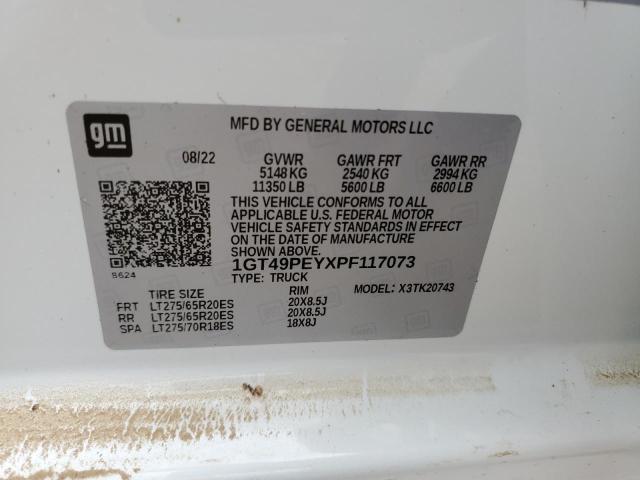 gm
MFD BY GENERAL MOTORS LLC
08/22 GVWR GAWR FRT GAWR RR
5148 KG 2540 KG 2994 KG
11350 LB 5600 LB 6600 LB
THIS VEHICLE CONFORMS TO ALL
APPLICABLE U.S. FEDERAL MOTOR
VEHICLE SAFETY STANDARDS IN EFFECT
ON THE DATE OF MANUFACTURE
SHOWN ABOVE.
1GT49PEYXPF117073
8624
TYPE: TRUCK MODEL: X3TK20743
TIRE SIZE RIM
FRT LT275/65R20ES 20X8.5J
RR LT275/65R20ES 20X8.5J
SPA LT275/70R18ES 18X8J